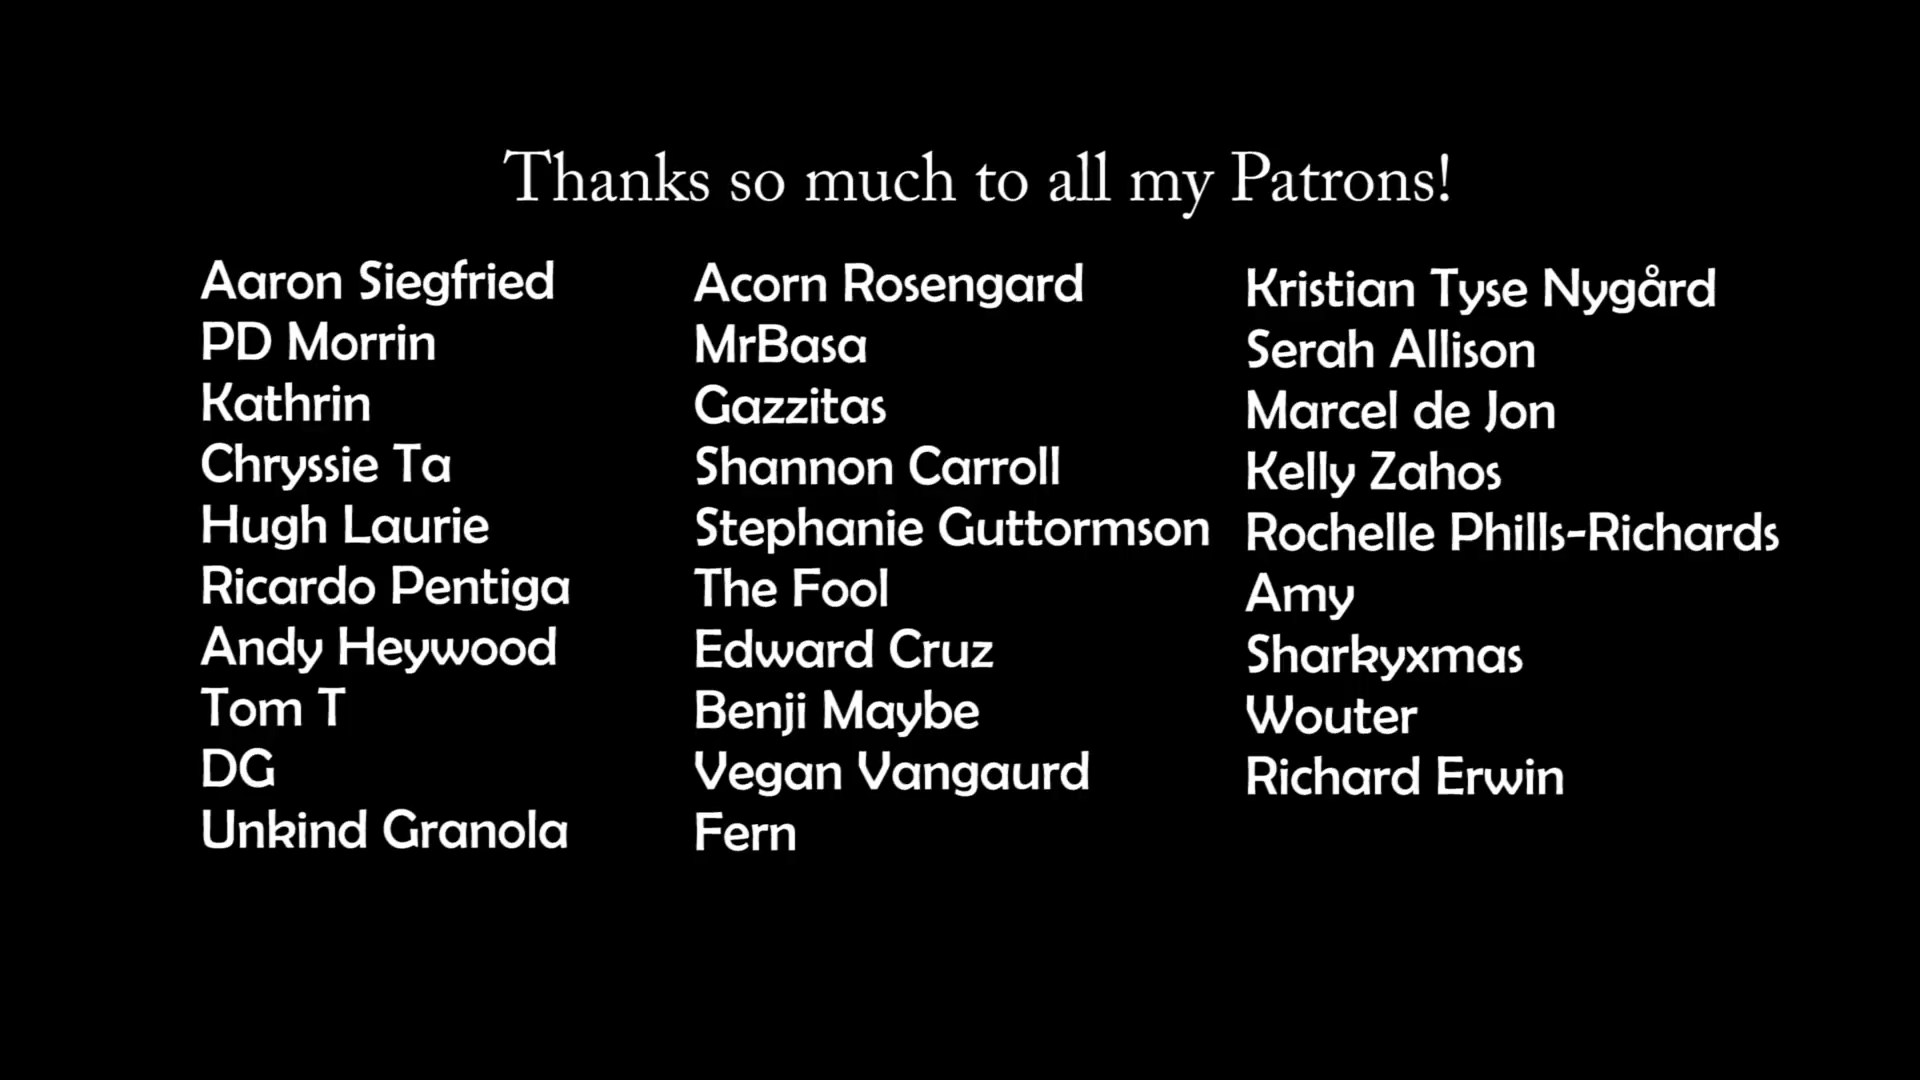 Thanks so much to all my Patrons!
Aaron Siegfried
PD Morrin
Kathrin
Chryssie Ta
Hugh Laurie
Ricardo Pentiga
Andy Heywood
Tom T
DG
Unkind Granola
Acorn Rosengard
MrBasa
Gazzitas
Shannon Carroll
Stephanie Guttormson
The Fool
Edward Cruz
Benji Maybe
Vegan Vangaurd
Fern
Kristian Tyse Nygård
Serah Allison
Marcel de Jon
Kelly Zahos
Rochelle Phills-Richards
Amy
Sharkyxmas
Wouter
Richard Erwin